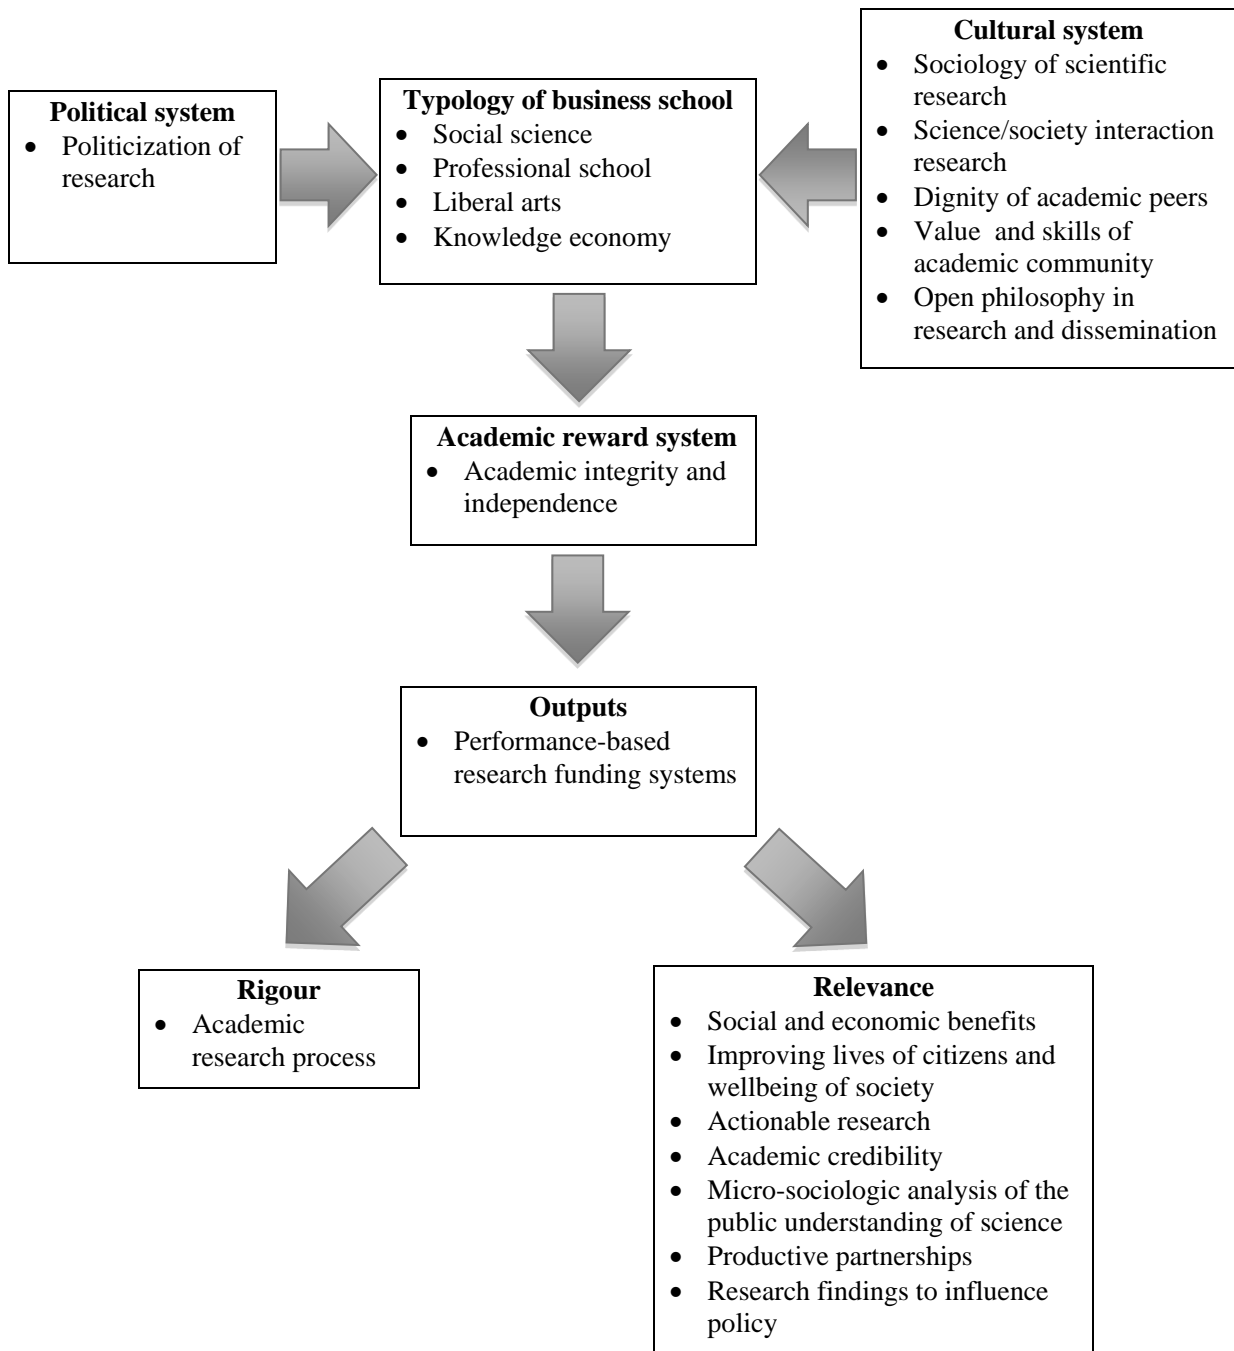 Political system
• Politicization of
research
Typology of business school
• Social science
• Professional school
• Liberal arts
• Knowledge economy
Cultural system
• Sociology of scientific
research
• Science/society interaction
research
• Dignity of academic peers
• Value and skills of
academic community
• Open philosophy in
research and dissemination
Academic reward system
• Academic integrity and
independence
Outputs
• Performance-based
research funding systems
Rigour
• Academic
research process
Relevance
• Social and economic benefits
• Improving lives of citizens and
wellbeing of society
• Actionable research
• Academic credibility
• Micro-sociologic analysis of the
public understanding of science
• Productive partnerships
• Research findings to influence
policy